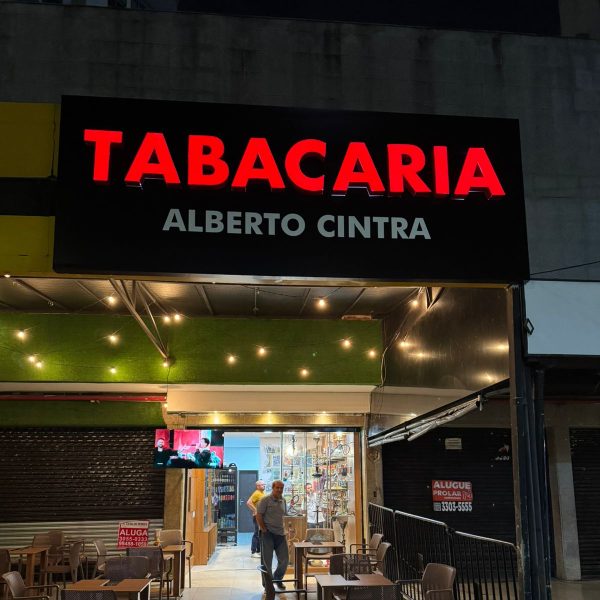 TABACARIA
ALBERTO CINTRA
ALUGA
ALUGUE
PROLAR
3303-5555